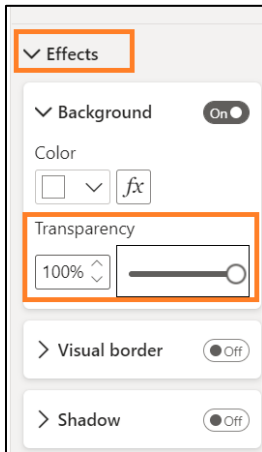 Effects
Background On
Color
fx
Transparency
100%
Visual border Off
Shadow Off